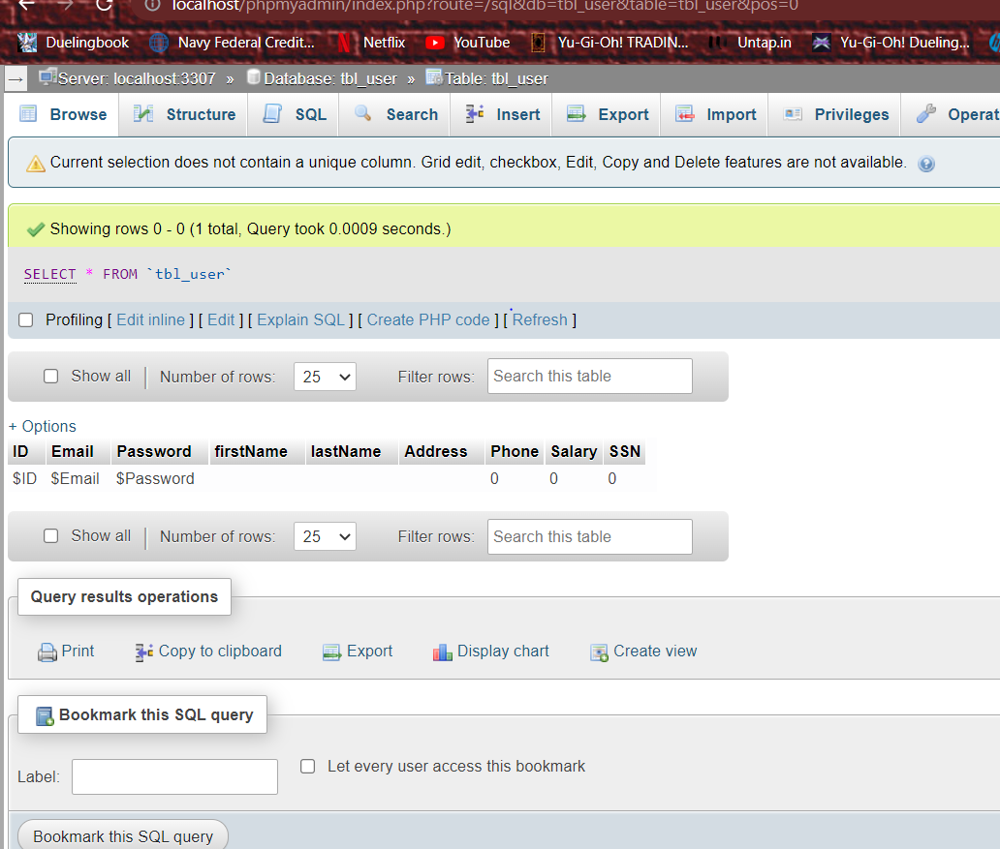 localhost/phpmyadmin/index.php?route=/sql&db=tbl_user&table=tbl_user&pos=0
Duelingbook Navy Federal Credit... Netflix YouTube Yu-Gi-Oh! TRADIN... Untap.in Yu-Gi-Oh! Dueling...
Server: localhost:3307 » Database: tbl_user » Table: tbl_user
Browse Structure SQL Search Insert Export Import Privileges Operat
Current selection does not contain a unique column. Grid edit, checkbox, Edit, Copy and Delete features are not available.
Showing rows 0 - 0 (1 total, Query took 0.0009 seconds.)
SELECT * FROM `tbl_user`
Profiling [ Edit inline ] [ Edit ] [ Explain SQL ] [ Create PHP code ] [ Refresh ]
Show all | Number of rows: 25 Filter rows: Search this table
+ Options
ID Email Password firstName lastName Address Phone Salary SSN
$ID $Email $Password 0 0 0
Show all | Number of rows: 25 Filter rows: Search this table
Query results operations
Print Copy to clipboard Export Display chart Create view
Bookmark this SQL query
Label: Let every user access this bookmark
Bookmark this SQL query